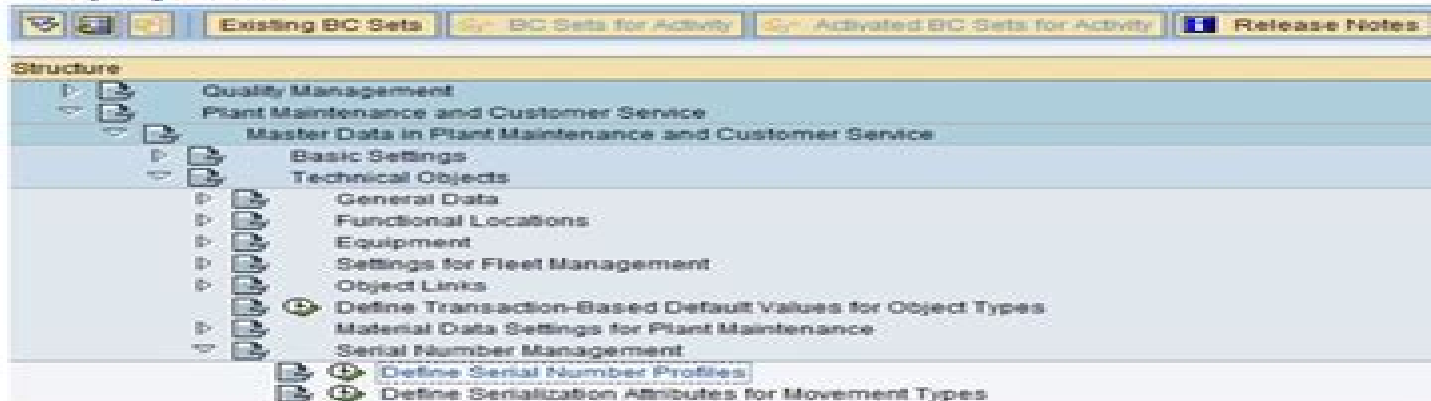 Existing BC Sets BC Sets for Activity Activated BC Sets for Activity Release Notes
Structure
Quality Management
Plant Maintenance and Customer Service
Master Data in Plant Maintenance and Customer Service
Basic Settings
Technical Objects
General Data
Functional Locations
Equipment
Settings for Fleet Management
Object Links
Define Transaction-Based Default Values for Object Types
Material Data Settings for Plant Maintenance
Serial Number Management
Define Serial Number Profiles
Define Serialization Attributes for Movement Types